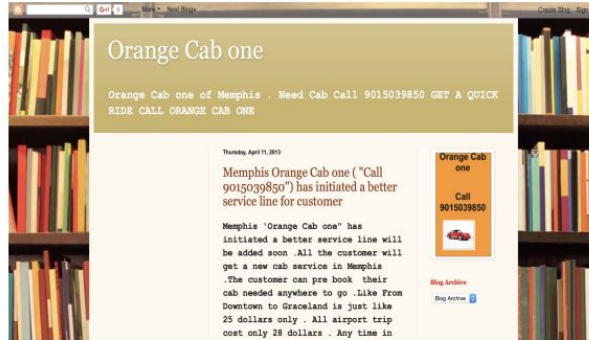 G+1 3 More Next Blog» Create Blog Sign
Orange Cab one
Orange Cab one of Memphis . Need Cab Call 9015039850 GET A QUICK
RIDE CALL ORANGE CAB ONE
Thursday, April 11, 2013
Memphis Orange Cab one ( "Call
9015039850") has initiated a better
service line for customer
Memphis 'Orange Cab one" has
initiated a better service line will
be added soon .All the customer will
get a new cab service in Memphis
.The customer can pre book their
cab needed anywhere to go .Like From
Downtown to Graceland is just like
25 dollars only . All airport trip
cost only 28 dollars . Any time in
Orange Cab
one
Call
9015039850
Blog Archive
Blog Archive